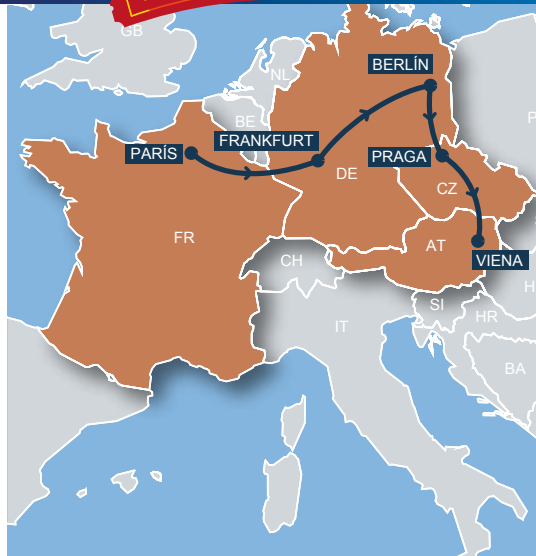 GB
BERLÍN
NL
BE
FRANKFURT
PARÍS
PRAGA
DE
CZ
FR
AT
CH
VIENA
SI
HR
IT
BA